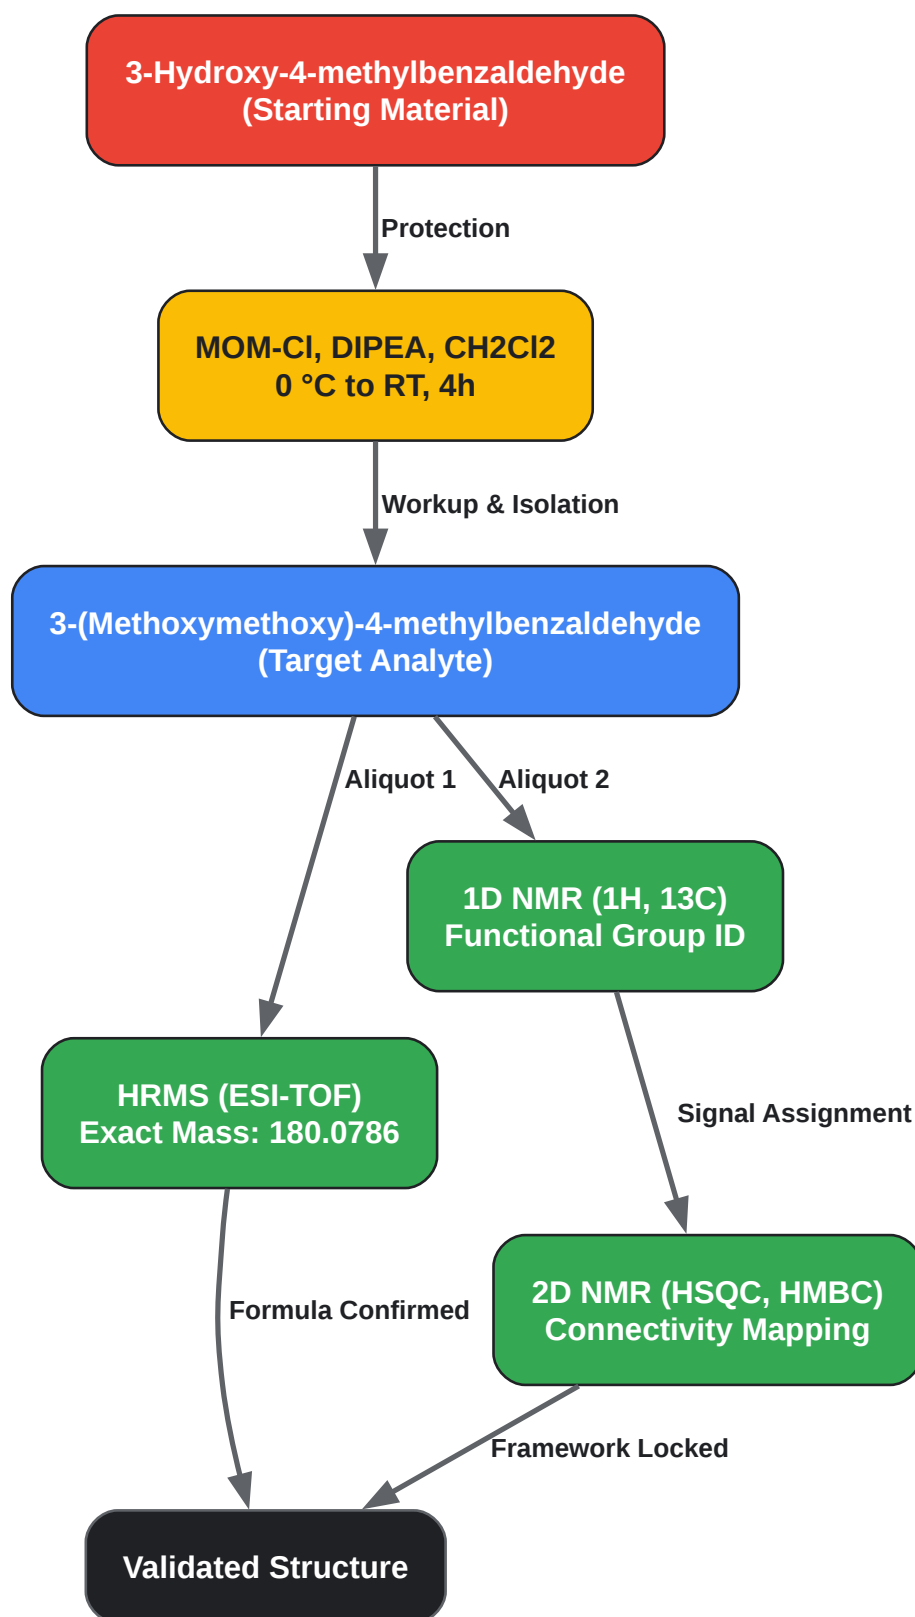 3-Hydroxy-4-methylbenzaldehyde
(Starting Material)
Protection
MOM-Cl, DIPEA, CH2Cl2
0 °C to RT, 4h
Workup & Isolation
3-(Methoxymethoxy)-4-methylbenzaldehyde
(Target Analyte)
Aliquot 1
Aliquot 2
1D NMR (1H, 13C)
Functional Group ID
HRMS (ESI-TOF)
Exact Mass: 180.0786
Signal Assignment
2D NMR (HSQC, HMBC)
Connectivity Mapping
Formula Confirmed
Framework Locked
Validated Structure